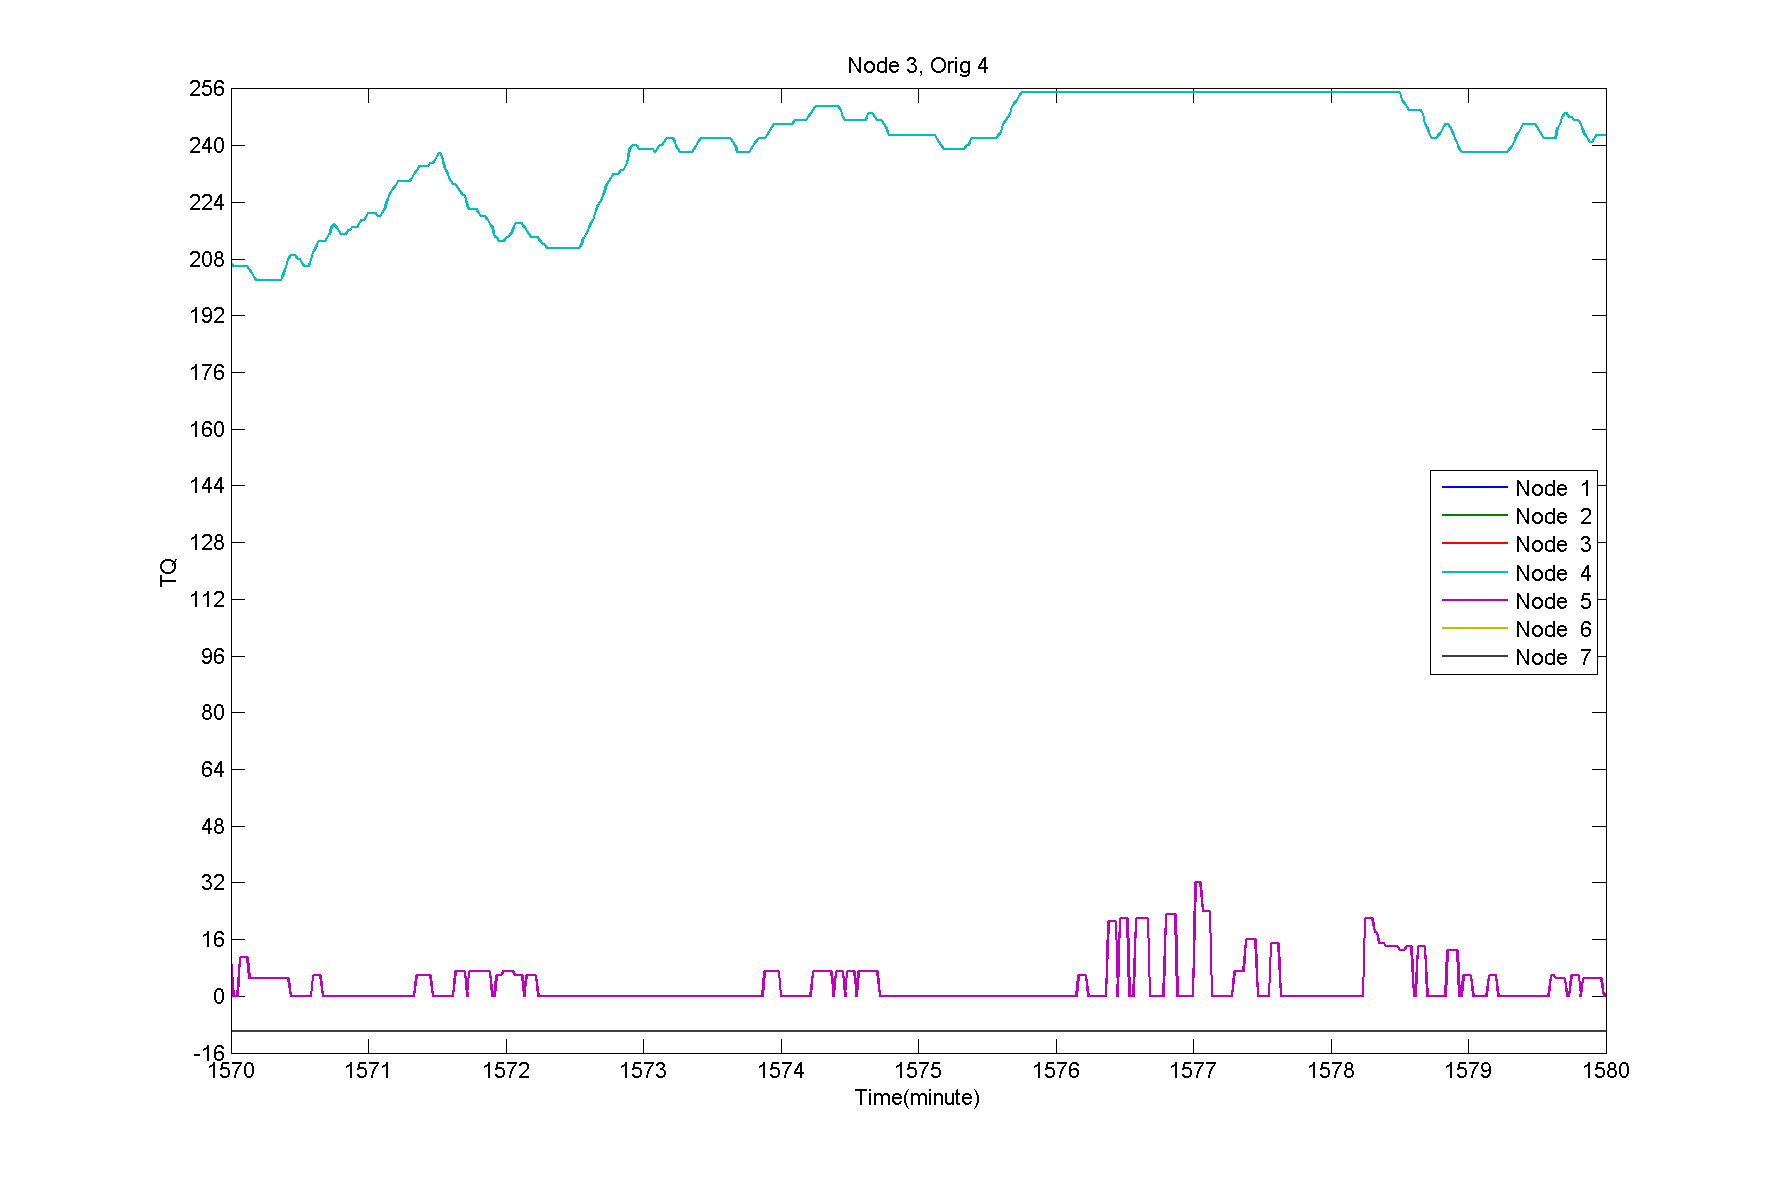 Node 3, Orig 4
256
240
224
208
192
176
160
144
128
112
96
80
64
48
32
16
0
-16
TQ
Node 1
Node 2
Node 3
Node 4
Node 5
Node 6
Node 7
1570 1571 1572 1573 1574 1575 1576 1577 1578 1579 1580
Time(minute)